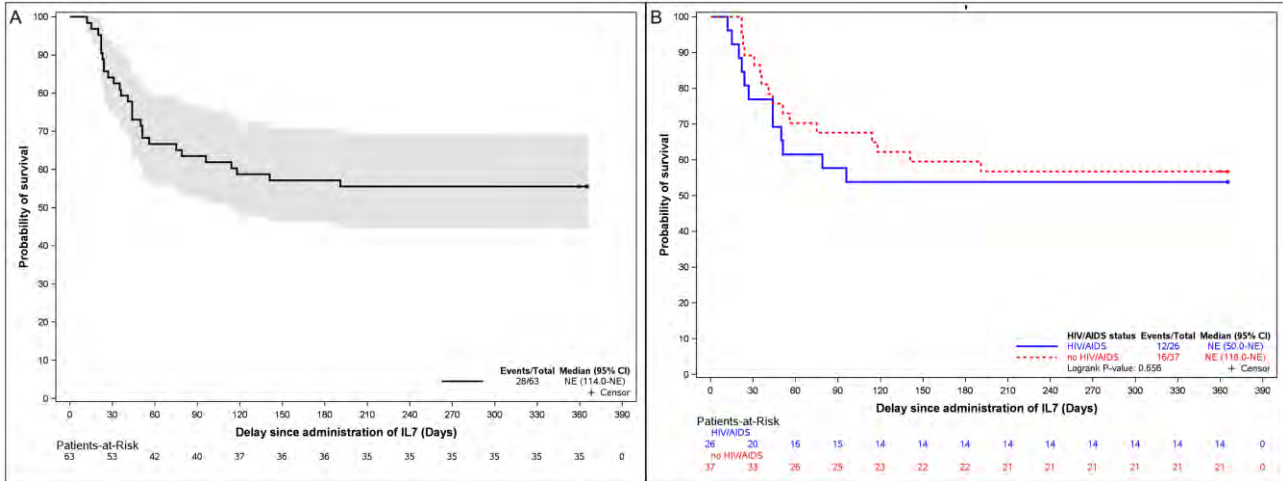 A
Probability of survival
100
90
80
70
60
50
40
30
20
10
0
Events/Total Median (95% CI)
28/63 NE (114.0-NE)
+ Censor
0 30 60 90 120 150 180 210 240 270 300 330 360 390
Delay since administration of IL7 (Days)
Patients-at-Risk
63 53 42 40 37 36 36 35 35 35 35 35 35 0
B
Probability of survival
100
90
80
70
60
50
40
30
20
10
0
HIV/AIDS status Events/Total Median (95% CI)
HIV/AIDS 12/26 NE (50.0-NE)
no HIV/AIDS 16/37 NE (118.0-NE)
Logrank P-value: 0.656 + Censor
0 30 60 90 120 150 180 210 240 270 300 330 360 390
Delay since administration of IL7 (Days)
Patients-at-Risk
HIV/AIDS
26 20 16 15 14 14 14 14 14 14 14 14 14 0
no HIV/AIDS
37 33 26 25 23 22 22 21 21 21 21 21 21 0